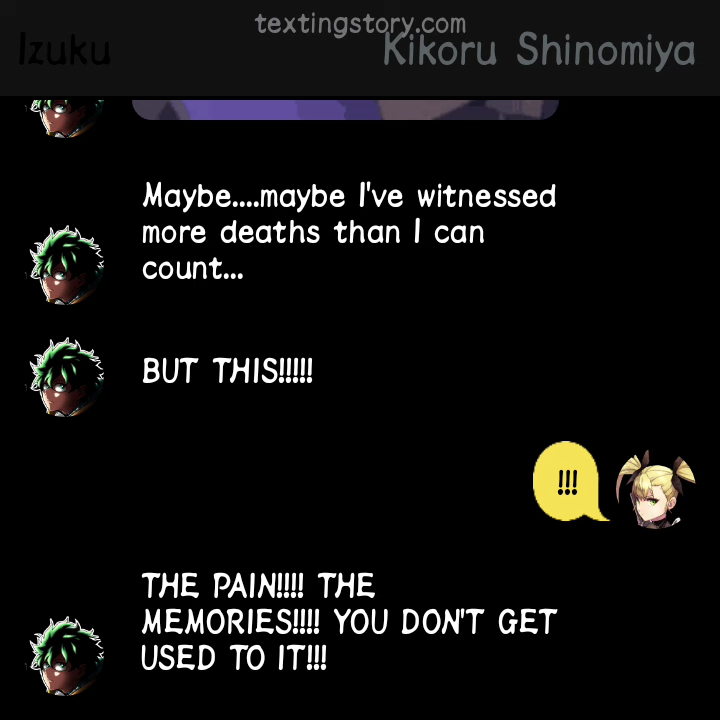 textingstory.com
Izuku
Kikoru Shinomiya
Maybe....maybe I've witnessed
more deaths than I can
count...
BUT THIS!!!!!
!!!
THE PAIN!!!! THE
MEMORIES!!!! YOU DON'T GET
USED TO IT!!!